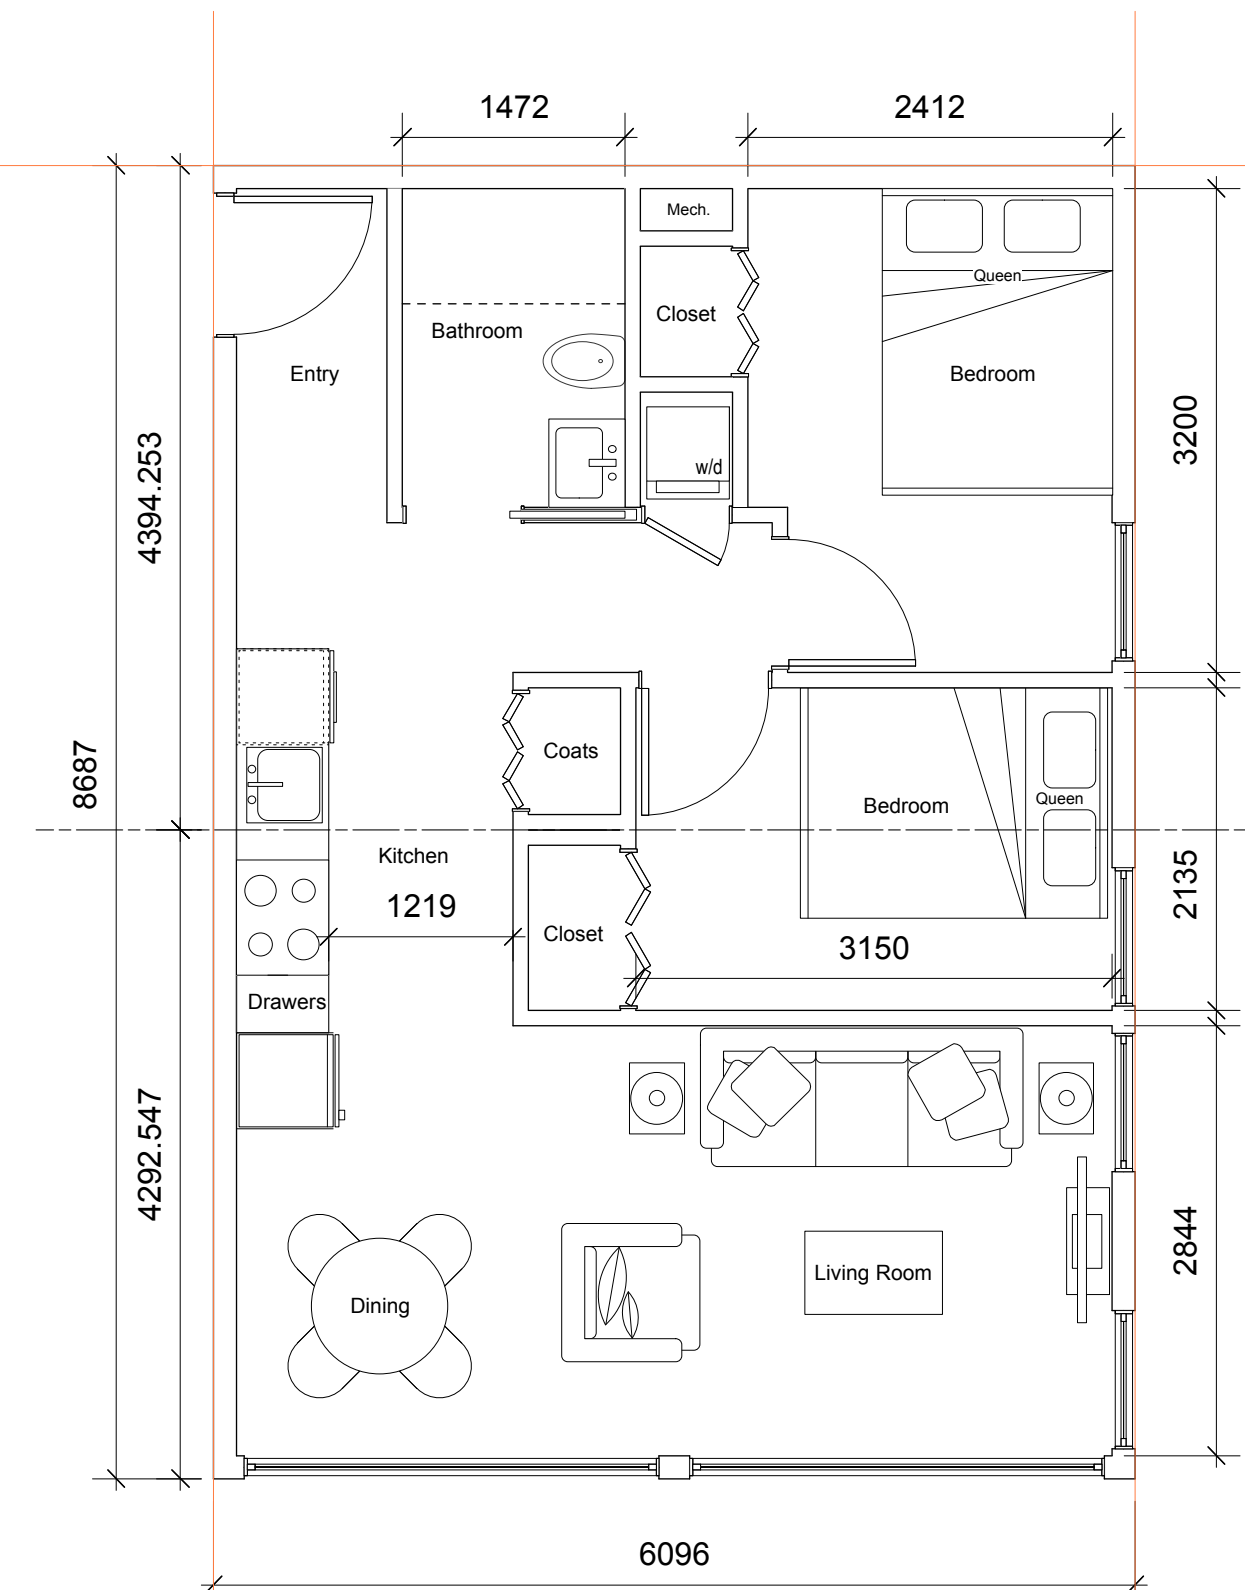 1472
2412
Mech.
Queen
Closet
Bathroom
Entry
Bedroom
3200
4394.253
w/d
Coats
8687
Queen
Bedroom
Kitchen
2135
1219
Closet
3150
Drawers
4292.547
2844
Living Room
Dining
6096